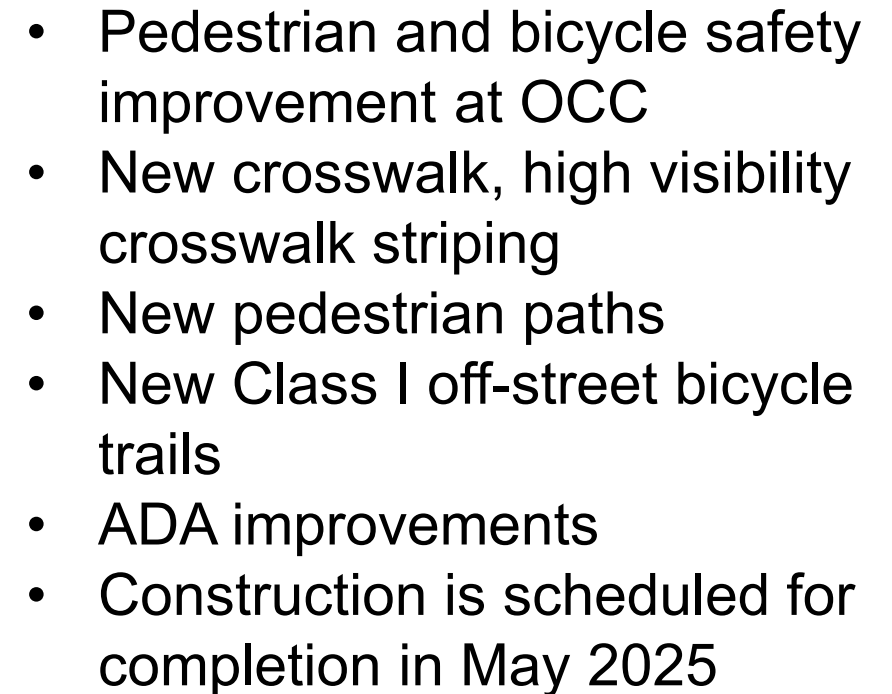 • Pedestrian and bicycle safety
improvement at OCC
• New crosswalk, high visibility
crosswalk striping
• New pedestrian paths
• New Class I off-street bicycle
trails
• ADA improvements
• Construction is scheduled for
completion in May 2025